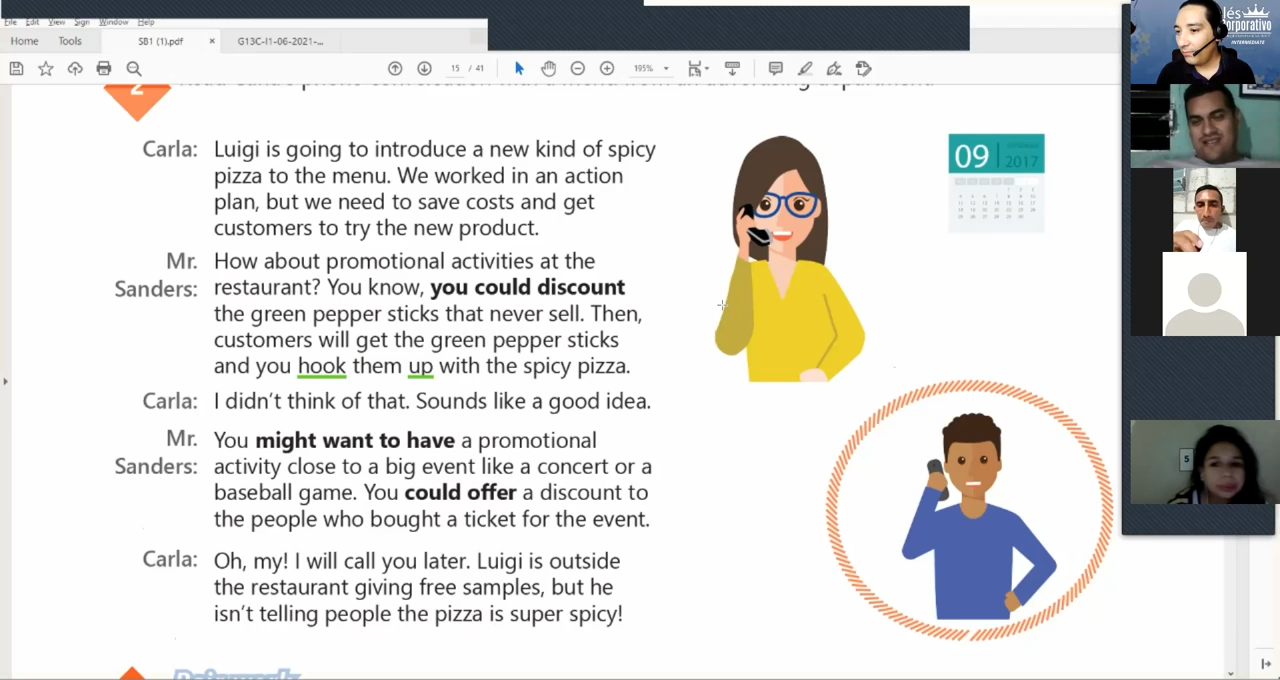 File Edit View Sign Window Help
Home Tools SB1 (1).pdf × G13C-I1-06-2021-...
15 / 41 195%
Carla: Luigi is going to introduce a new kind of spicy
pizza to the menu. We worked in an action
plan, but we need to save costs and get
customers to try the new product.
Mr. How about promotional activities at the
Sanders: restaurant? You know, you could discount
the green pepper sticks that never sell. Then,
customers will get the green pepper sticks
and you hook them up with the spicy pizza.
Carla: I didn't think of that. Sounds like a good idea.
Mr. You might want to have a promotional
Sanders: activity close to a big event like a concert or a
baseball game. You could offer a discount to
the people who bought a ticket for the event.
Carla: Oh, my! I will call you later. Luigi is outside
the restaurant giving free samples, but he
isn't telling people the pizza is super spicy!
09
2017
lés
Corporativo
INTERMEDIATE
5